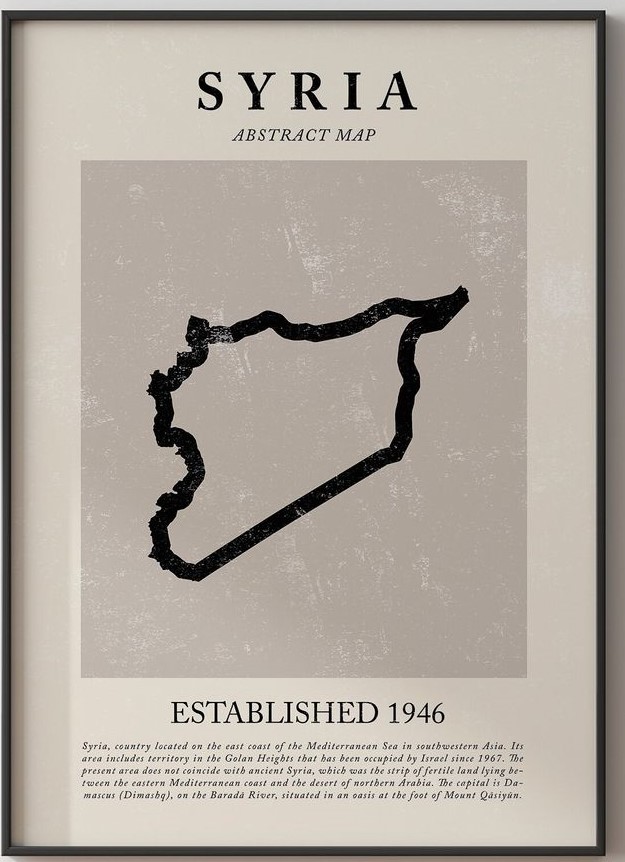 SYRIA
ABSTRACT MAP
ESTABLISHED 1946
Syria, country located on the east coast of the Mediterranean Sea in southwestern Asia. Its
area includes territory in the Golan Heights that has been occupied by Israel since 1967. The
present area does not coincide with ancient Syria, which was the strip of fertile land lying be-
tween the eastern Mediterranean coast and the desert of northern Arabia. The capital is Da-
mascus (Dimashq), on the Baradā River, situated in an oasis at the foot of Mount Qāsiyūn.